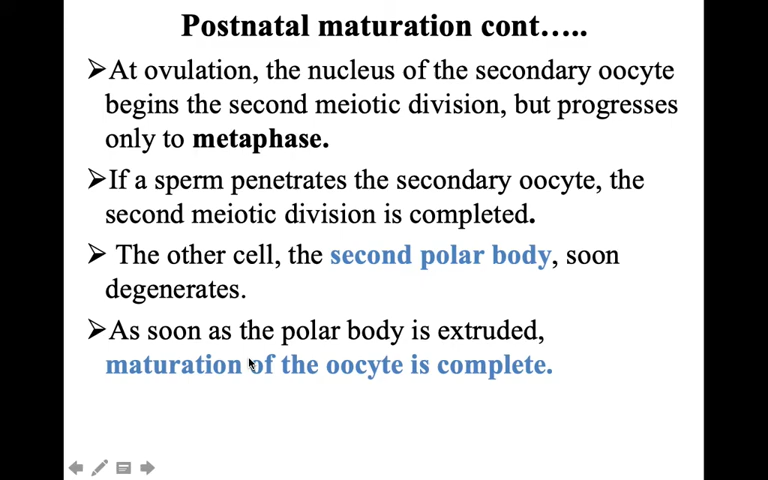 Postnatal maturation cont…..
➢At ovulation, the nucleus of the secondary oocyte
begins the second meiotic division, but progresses
only to metaphase.
➢If a sperm penetrates the secondary oocyte, the
second meiotic division is completed.
➢ The other cell, the second polar body, soon
degenerates.
➢As soon as the polar body is extruded,
maturation of the oocyte is complete.